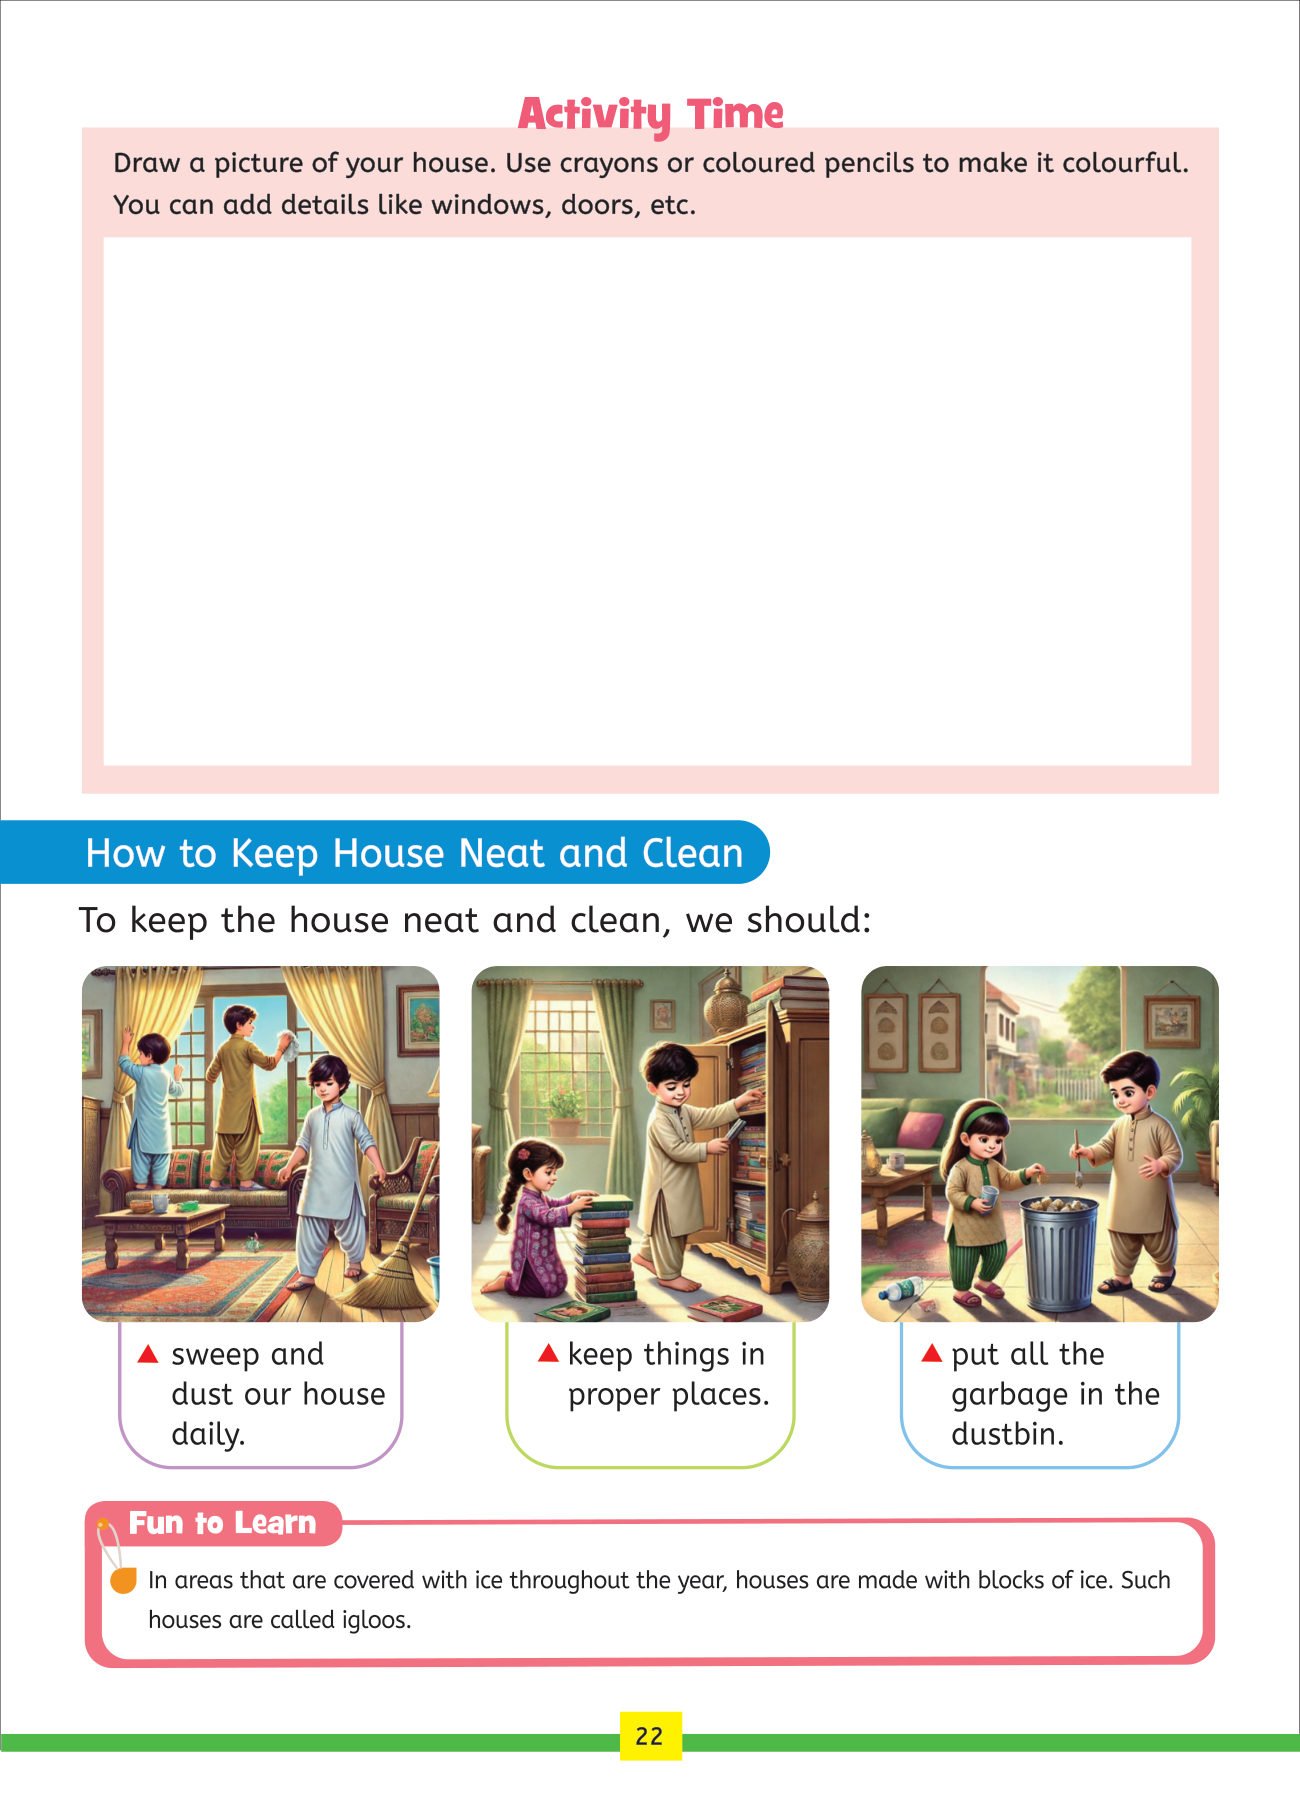 Activity Time
Draw a picture of your house. Use crayons or coloured pencils to make it colourful.
You can add details like windows, doors, etc.
How to Keep House Neat and Clean
To keep the house neat and clean, we should:
sweep and
dust our house
daily.
keep things in
proper places.
put all the
garbage in the
dustbin.
Fun to Learn
In areas that are covered with ice throughout the year, houses are made with blocks of ice. Such
houses are called igloos.
22